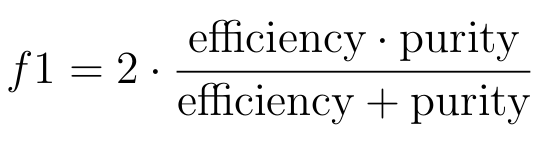 f1 = 2 · efficiency · purity / efficiency + purity